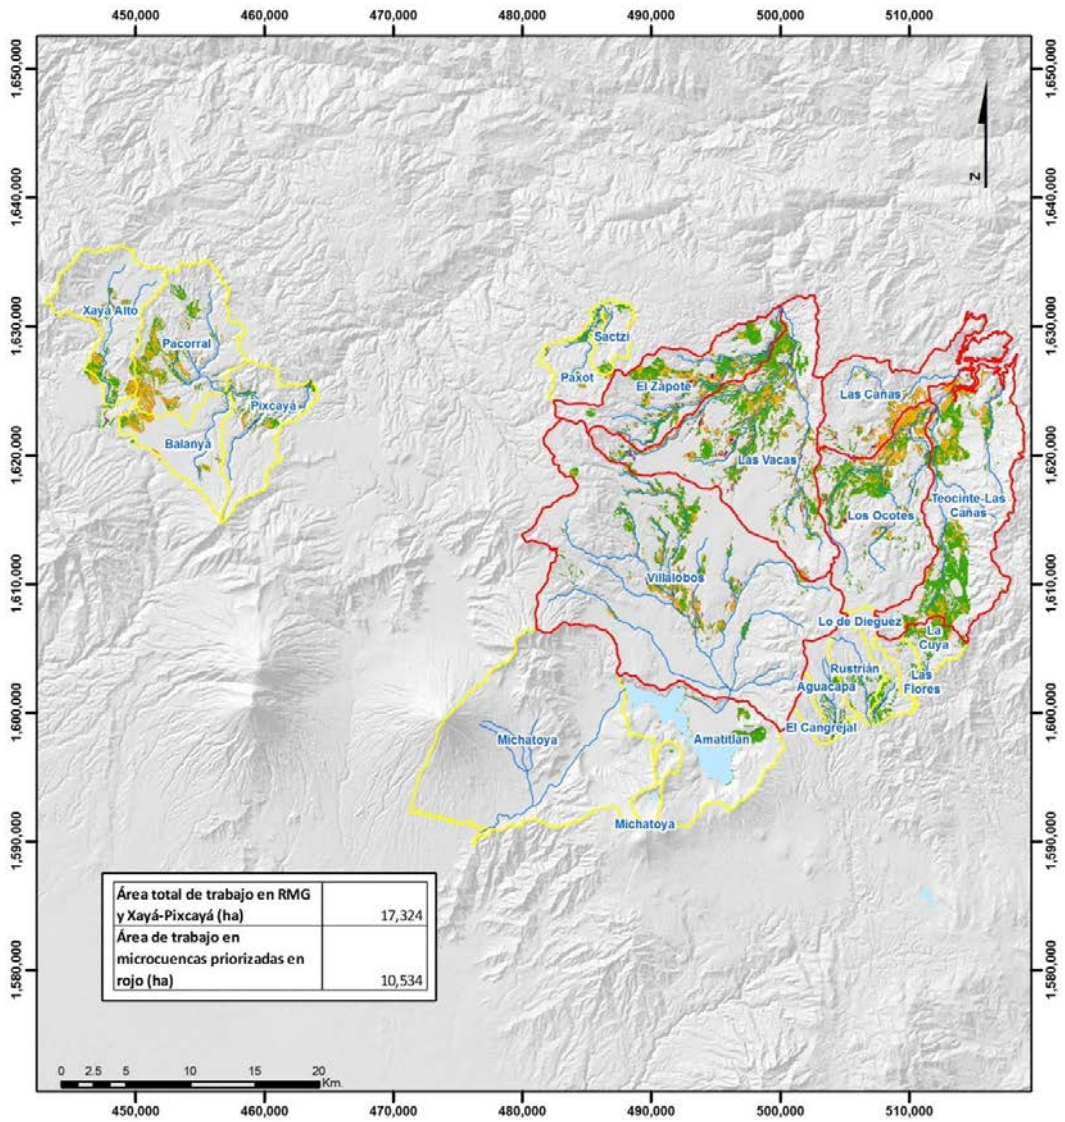 450,000 460,000 470,000 480,000 490,000 500,000 510,000
1,650,000 1,650,000
1,640,000 1,640,000
1,630,000 1,630,000
1,620,000 1,620,000
1,610,000 1,610,000
1,600,000 1,600,000
1,590,000 1,590,000
1,580,000 1,580,000
N
Xayá Alto
Pacorral
Pixcayá
Balanyá
Sactzí
Paxot
El Zapote
Las Cañas
Las Vacas
Teocinte-Las
Cañas
Los Ocotes
Villalobos
Lo de Dieguez
La
Cuya
Rustrián
Las
Flores
Aguacapa
El Cangrejal
Michatoya
Amatitlan
Michatoya
Área total de trabajo en RMG
y Xayá-Pixcayá (ha) 17,324
Área de trabajo en
microcuencas priorizadas en
rojo (ha) 10,534
0 2.5 5 10 15 20
Km.
450,000 460,000 470,000 480,000 490,000 500,000 510,000